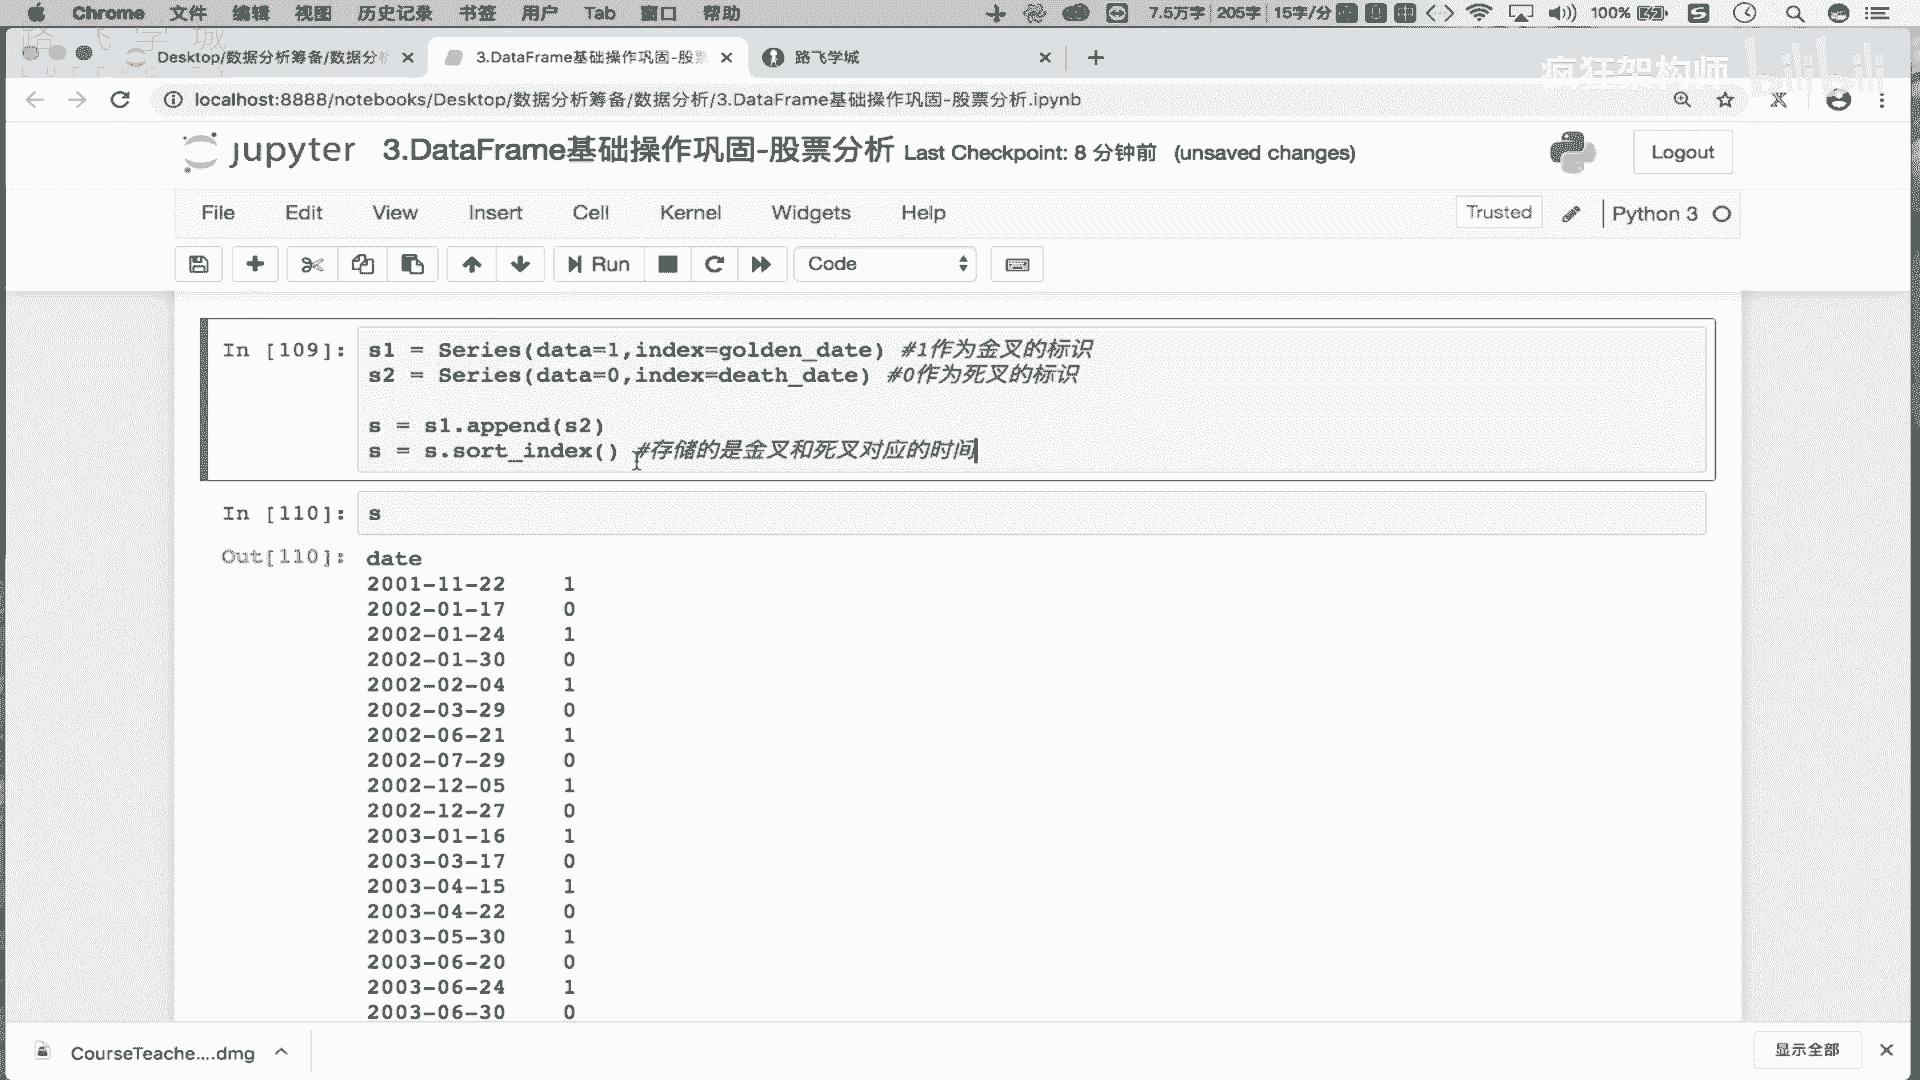 Chrome 文件 编辑 视图 历史记录 书签 用户 Tab 窗口 帮助 7.5万字 205字 15字/分 100%
路飞学城
Desktop/数据分析筹备/数据分析 3.DataFrame基础操作巩固-股票 路飞学城
疯狂架构师 bilibili
localhost:8888/notebooks/Desktop/数据分析筹备/数据分析/3.DataFrame基础操作巩固-股票分析.ipynb
jupyter 3.DataFrame基础操作巩固-股票分析 Last Checkpoint: 8 分钟前 (unsaved changes) Logout
File Edit View Insert Cell Kernel Widgets Help Trusted Python 3
Run Code
In [109]: s1 = Series(data=1,index=golden_date) #1作为金叉的标识
s2 = Series(data=0,index=death_date) #0作为死叉的标识
s = s1.append(s2)
s = s.sort_index() #存储的是金叉和死叉对应的时间
In [110]: s
Out[110]: date
2001-11-22 1
2002-01-17 0
2002-01-24 1
2002-01-30 0
2002-02-04 1
2002-03-29 0
2002-06-21 1
2002-07-29 0
2002-12-05 1
2002-12-27 0
2003-01-16 1
2003-03-17 0
2003-04-15 1
2003-04-22 0
2003-05-30 1
2003-06-20 0
2003-06-24 1
2003-06-30 0
CourseTeache....dmg 显示全部